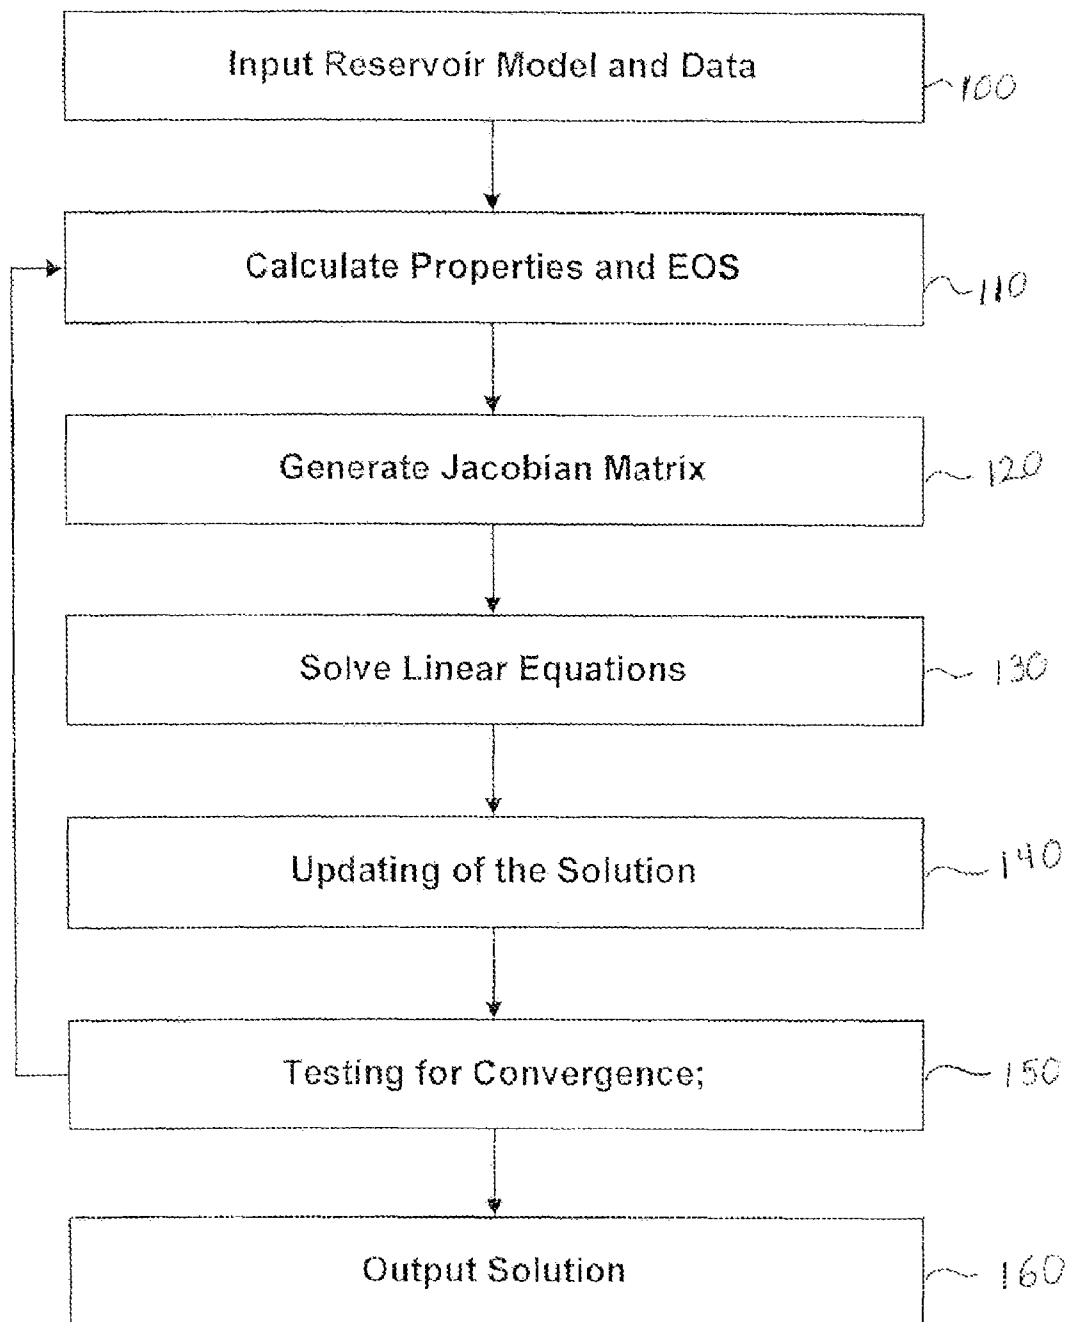 Input Reservoir Model and Data
100
Calculate Properties and EOS
110
Generate Jacobian Matrix
120
Solve Linear Equations
130
Updating of the Solution
140
Testing for Convergence;
150
Output Solution
160